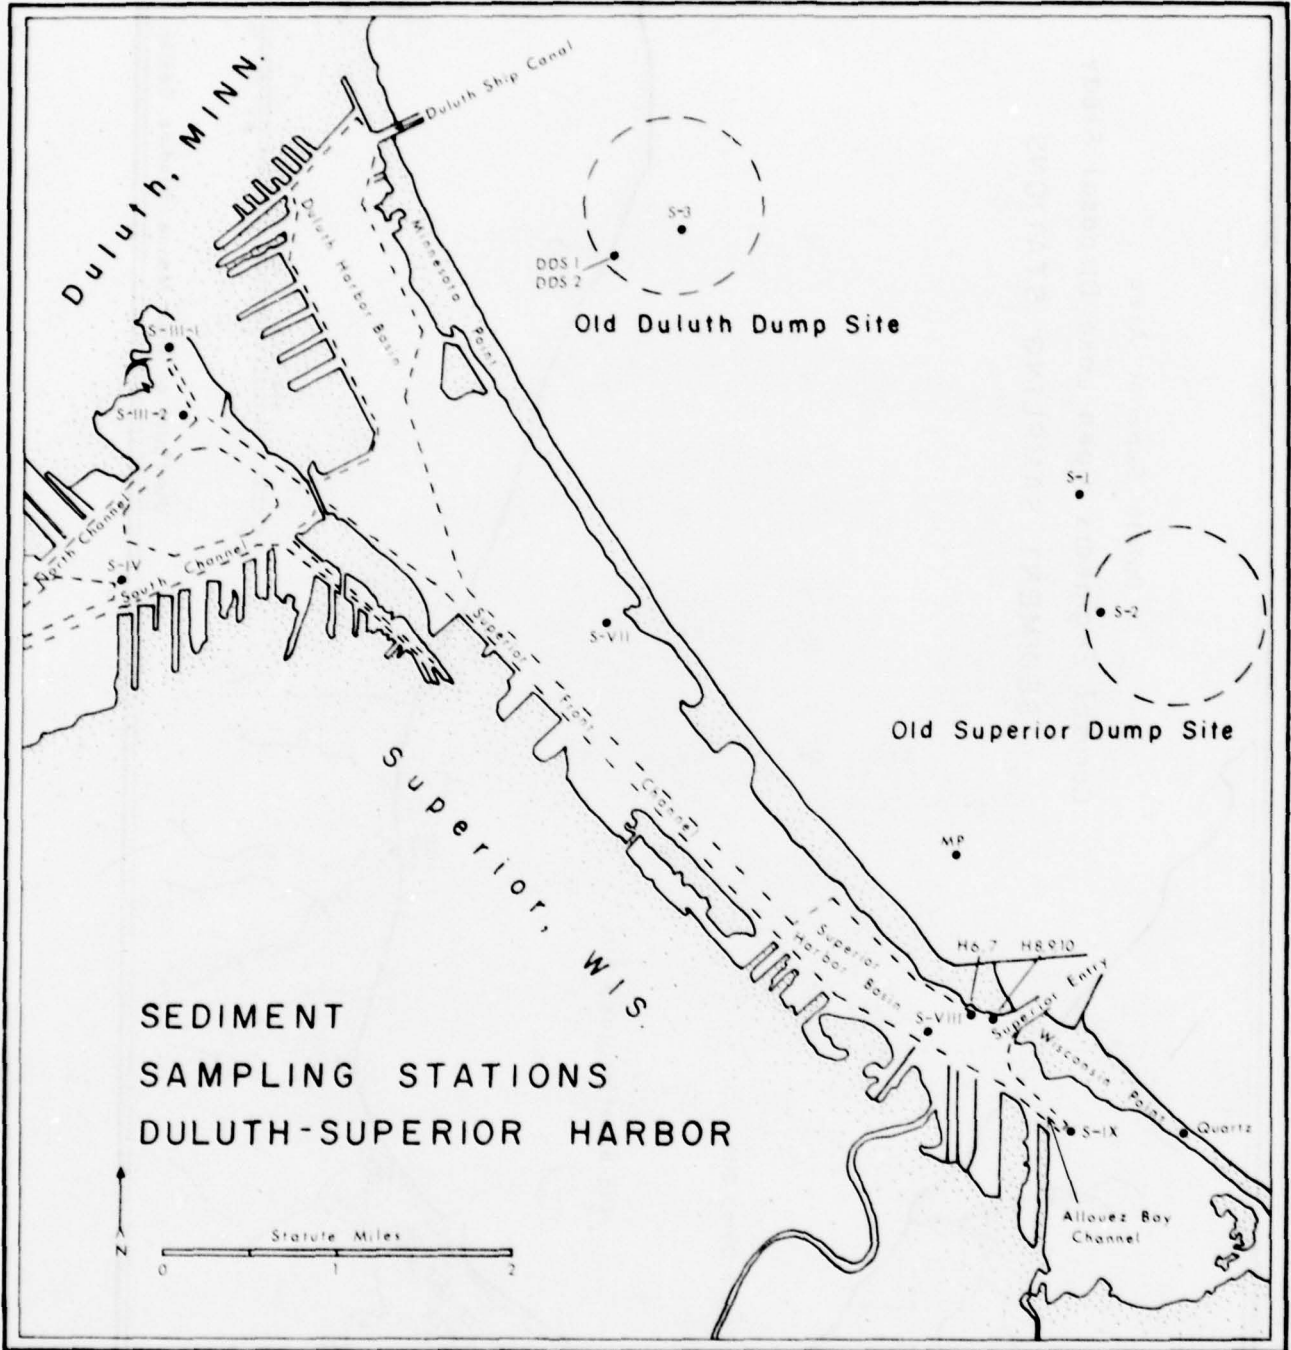 Duluth, MINN.
Duluth Ship Canal
Duluth Harbor Basin
Minnesota Point
S-3
DDS 1
DDS 2
Old Duluth Dump Site
S-III-1
S-III-2
S-1
North Channel
S-IV
South Channel
S-2
S-VII
Superior Front Channel
Old Superior Dump Site
Superior, WIS.
MP
Superior
Harbor Basin
H6,7 H8,9,10
Superior Entry
S-VIII
Wisconsin Point
S-IX
Quartz
Allouez Bay
Channel
SEDIMENT
SAMPLING STATIONS
DULUTH-SUPERIOR HARBOR
N
Statute Miles
0 1 2